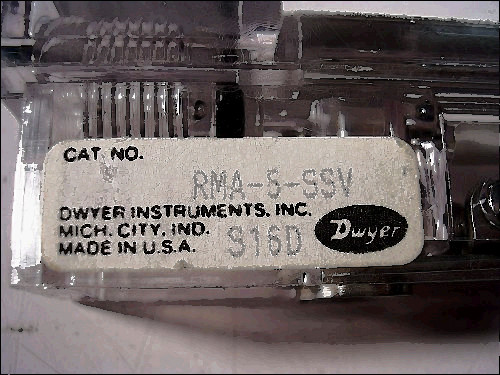 CAT. NO.
RMA-5-SSV
DWYER INSTRUMENTS, INC.
MICH. CITY, IND.
MADE IN U.S.A.
S16D
Dwyer